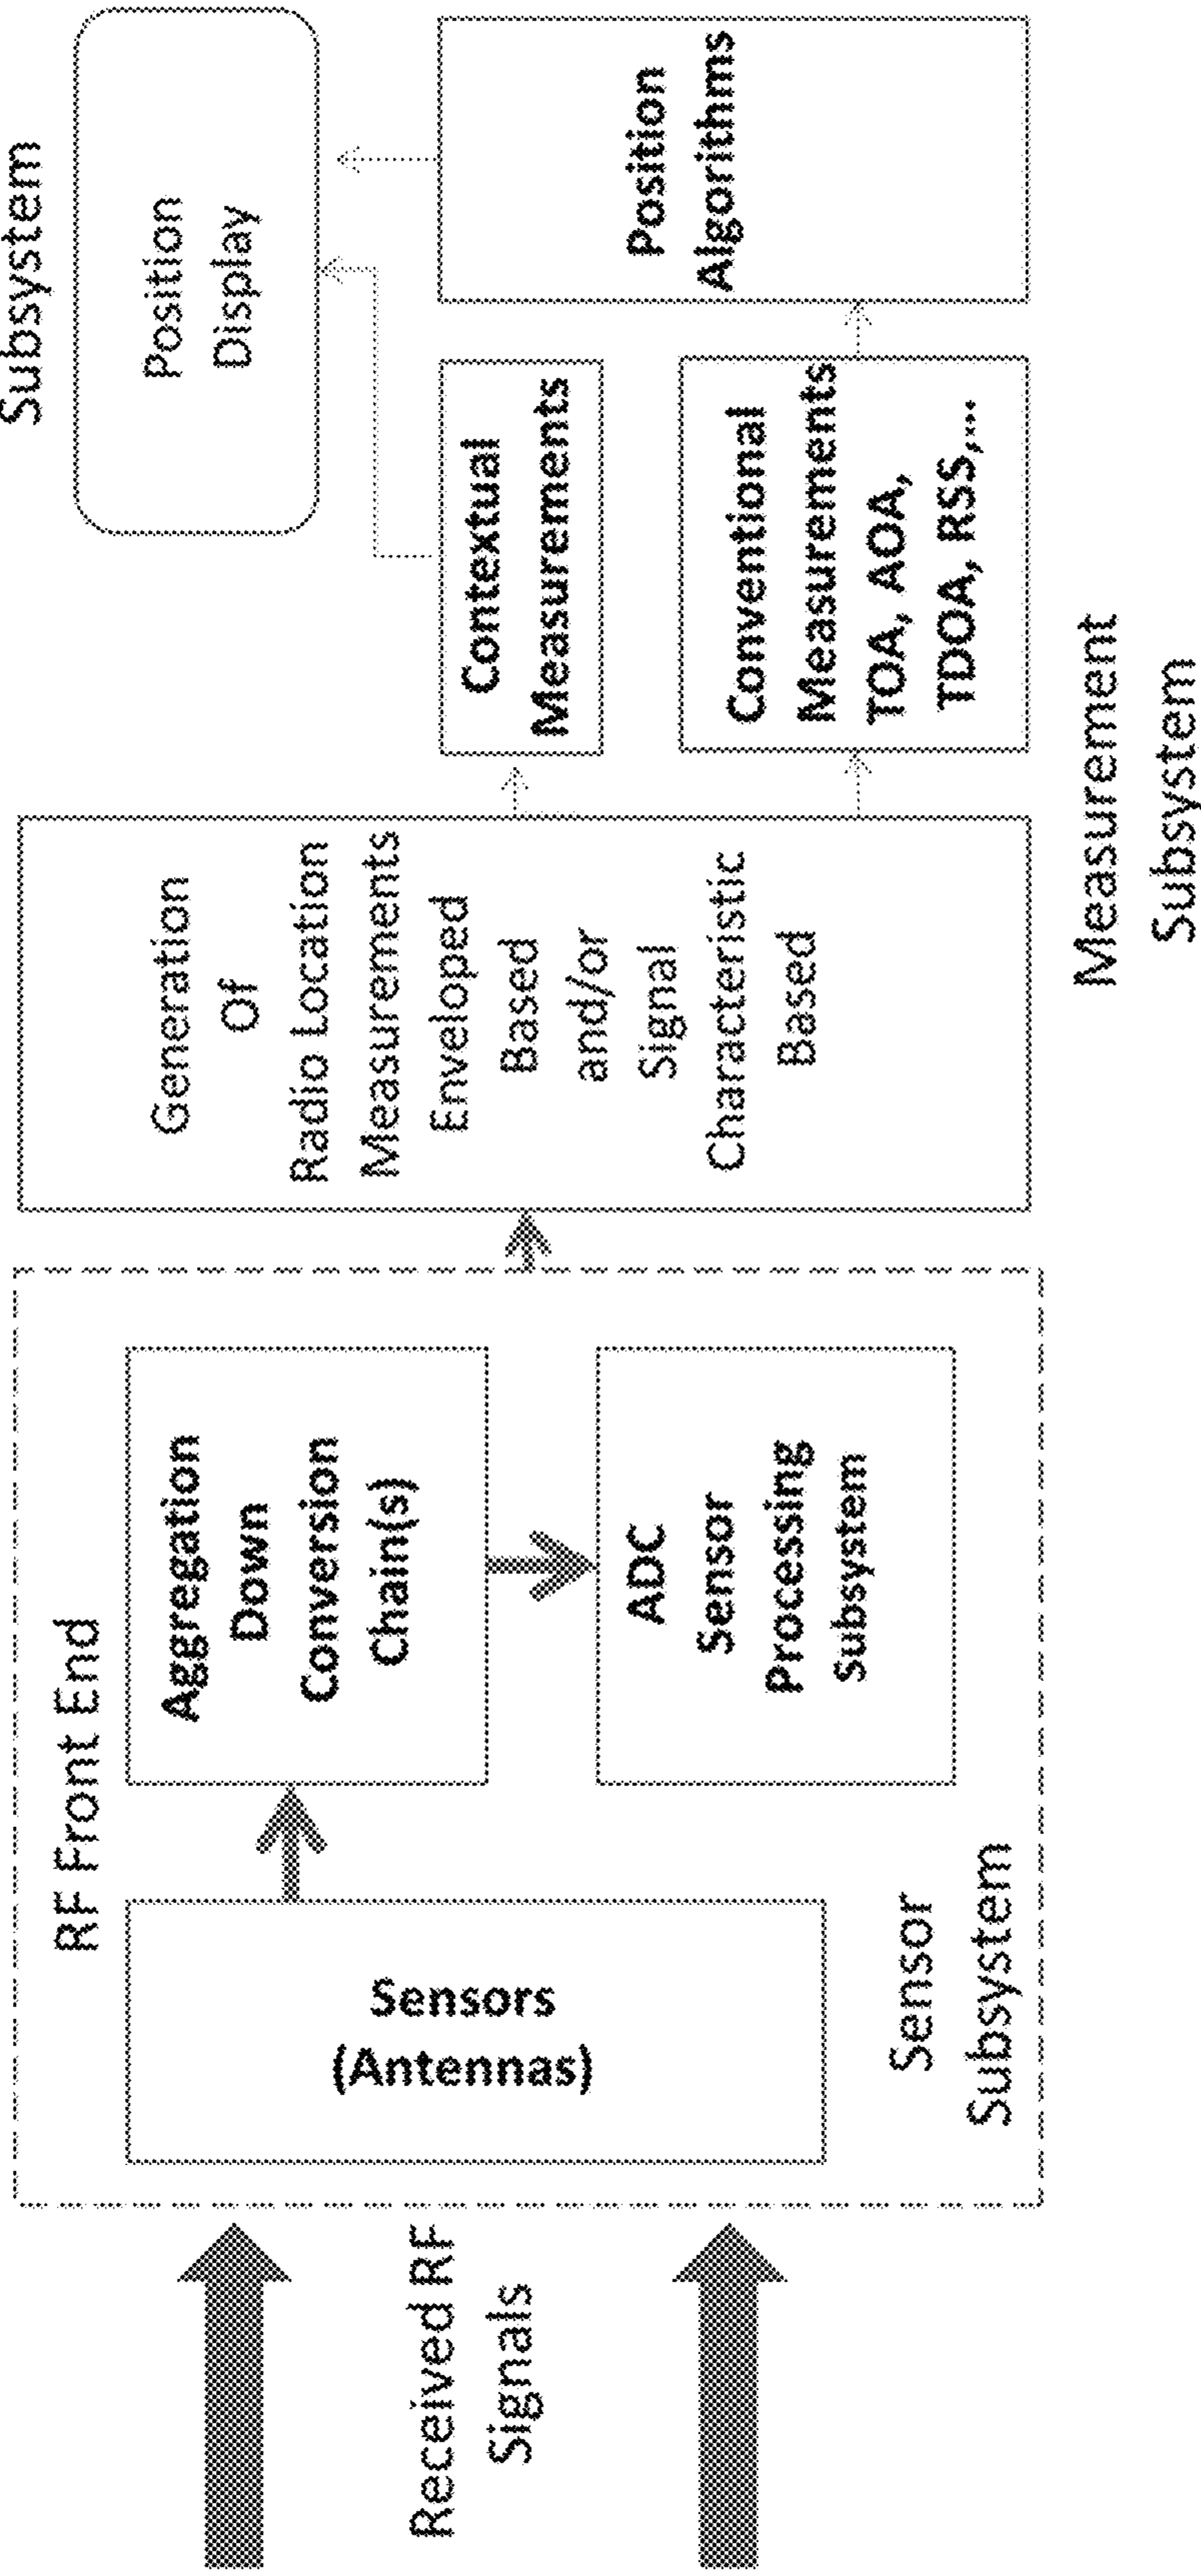 Received RF
Signals
RF Front End
Sensors
(Antennas)
Aggregation
Down
Conversion
Chain(s)
ADC
Sensor
Processing
Subsystem
Sensor
Subsystem
Generation
Of
Radio Location
Measurements
Enveloped
Based
and/or
Signal
Characteristic
Based
Contextual
Measurements
Conventional
Measurements
TOA, AOA,
TDOA, RSS,...
Measurement
Subsystem
Subsystem
Position
Display
Position
Algorithms